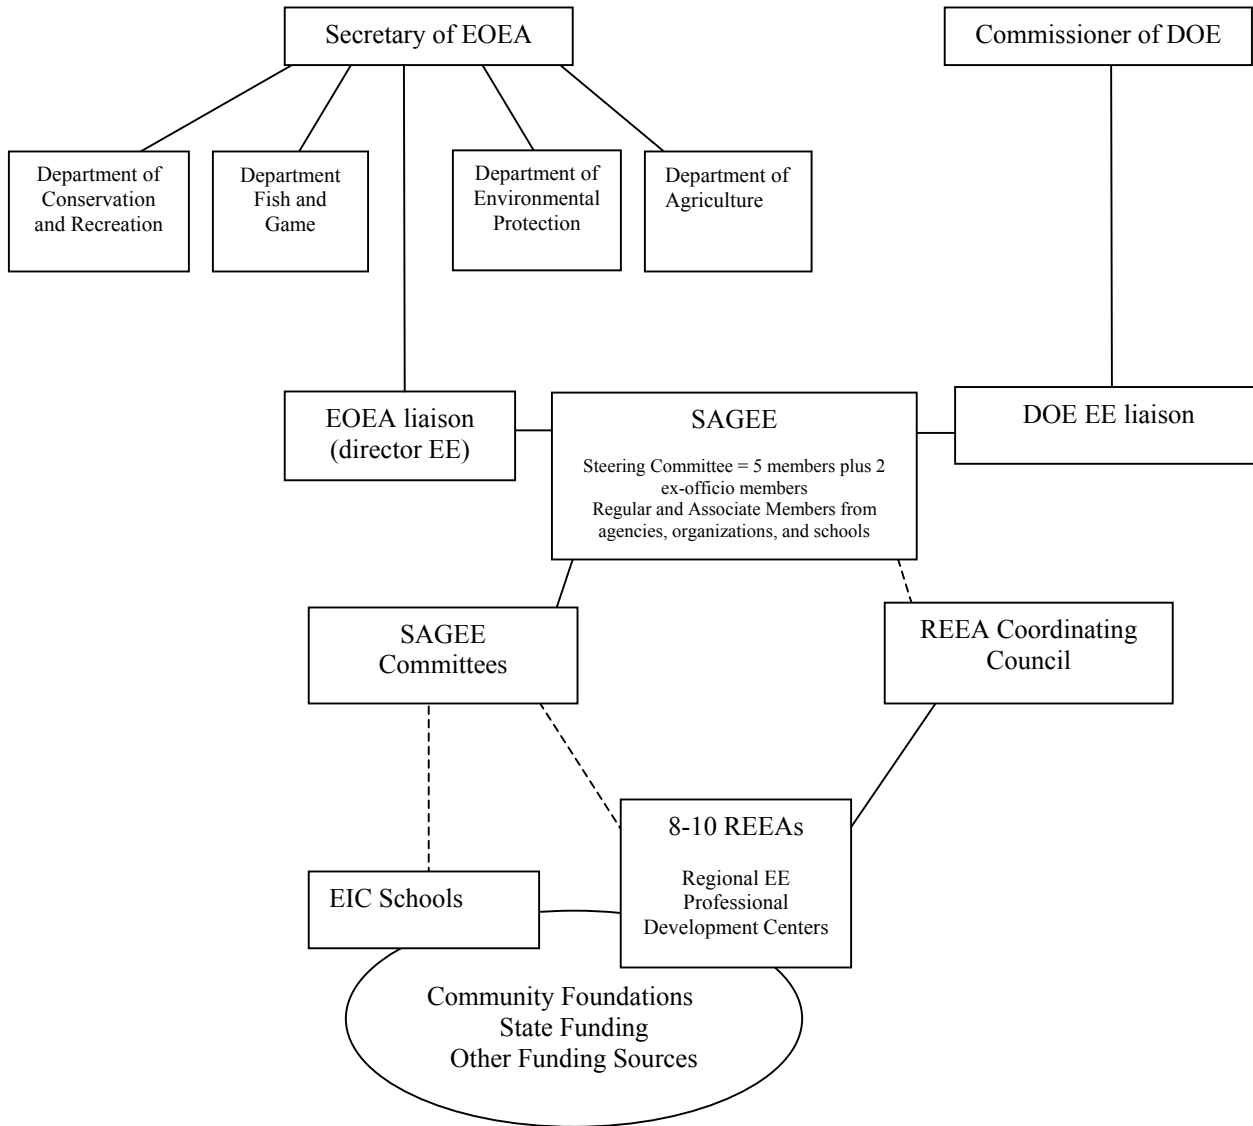 Secretary of EOEA
Commissioner of DOE
Department of
Conservation
and Recreation
Department
Fish and
Game
Department of
Environmental
Protection
Department of
Agriculture
EOEA liaison
(director EE)
SAGEE
Steering Committee = 5 members plus 2
ex-officio members
Regular and Associate Members from
agencies, organizations, and schools
DOE EE liaison
SAGEE
Committees
REEA Coordinating
Council
8-10 REEAs
Regional EE
Professional
Development Centers
EIC Schools
Community Foundations
State Funding
Other Funding Sources